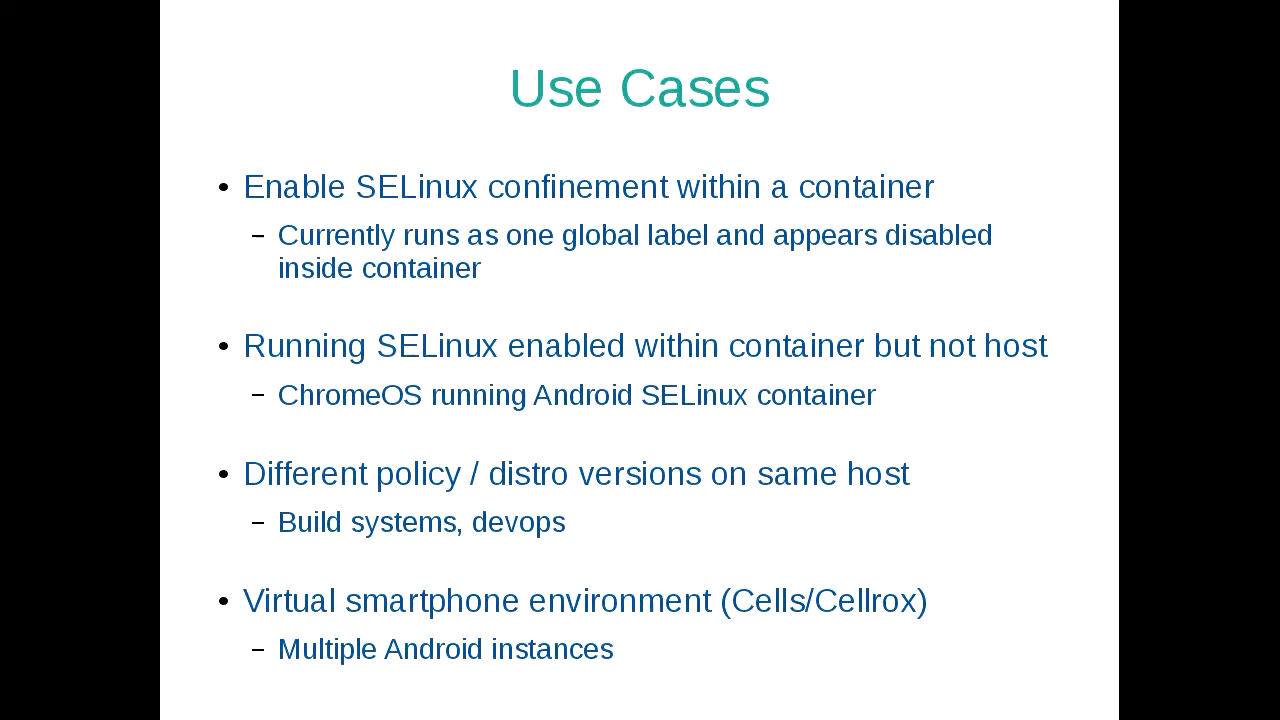 Use Cases
• Enable SELinux confinement within a container
– Currently runs as one global label and appears disabled
inside container
• Running SELinux enabled within container but not host
– ChromeOS running Android SELinux container
• Different policy / distro versions on same host
– Build systems, devops
• Virtual smartphone environment (Cells/Cellrox)
– Multiple Android instances